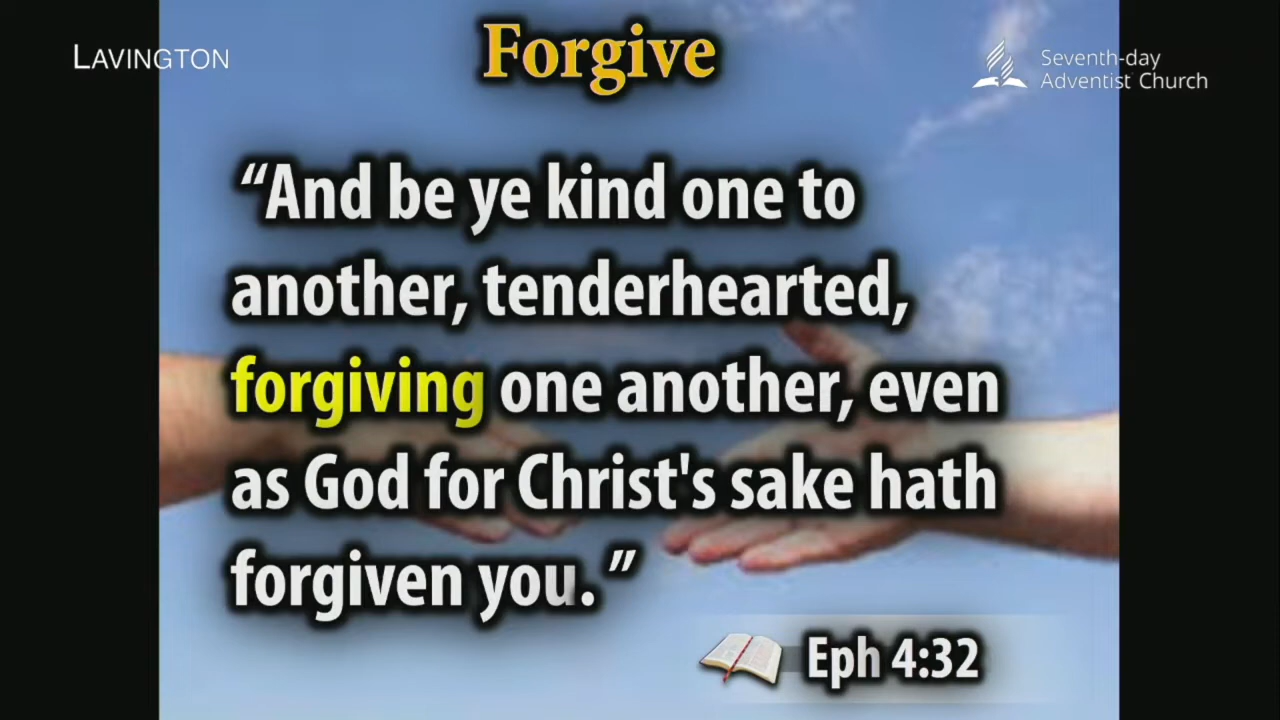 LAVINGTON
Seventh-day
Adventist Church
Forgive
“And be ye kind one to
another, tenderhearted,
forgiving one another, even
as God for Christ's sake hath
forgiven you. ”
Eph 4:32